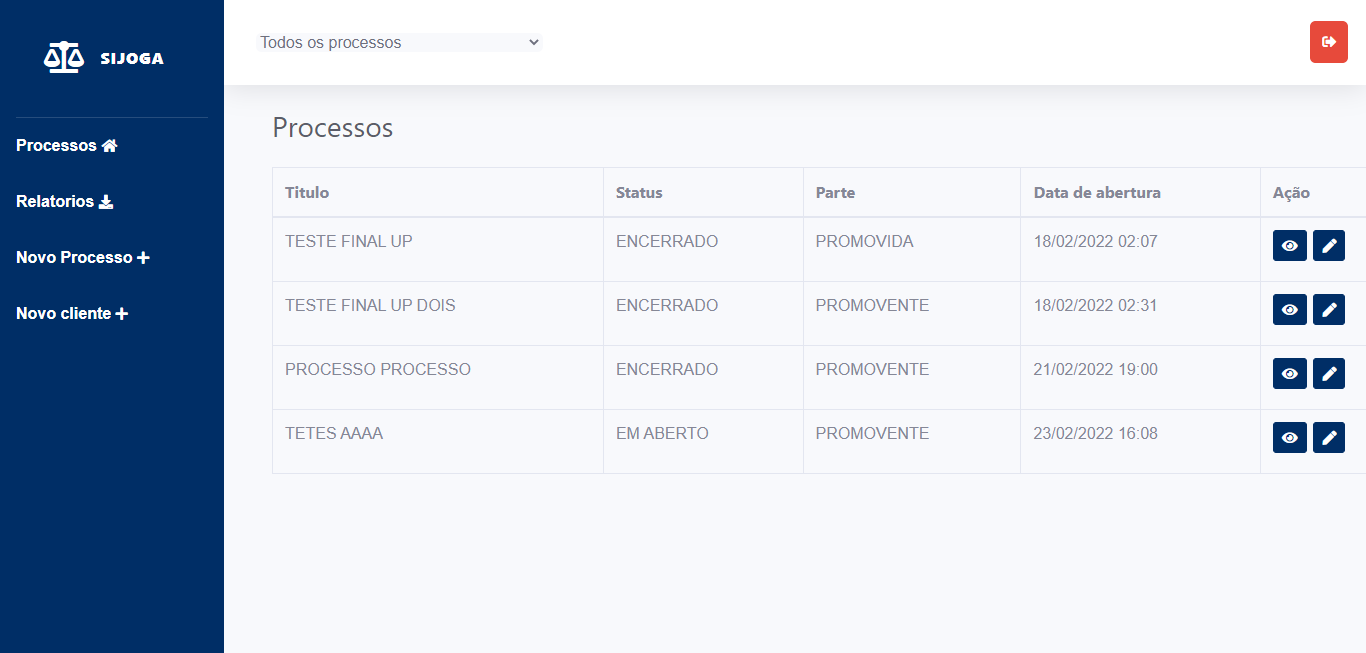 SIJOGA
Processos
Relatorios
Novo Processo
Novo cliente
Todos os processos
Processos
Titulo Status Parte Data de abertura Ação
TESTE FINAL UP ENCERRADO PROMOVIDA 18/02/2022 02:07
TESTE FINAL UP DOIS ENCERRADO PROMOVENTE 18/02/2022 02:31
PROCESSO PROCESSO ENCERRADO PROMOVENTE 21/02/2022 19:00
TETES AAAA EM ABERTO PROMOVENTE 23/02/2022 16:08